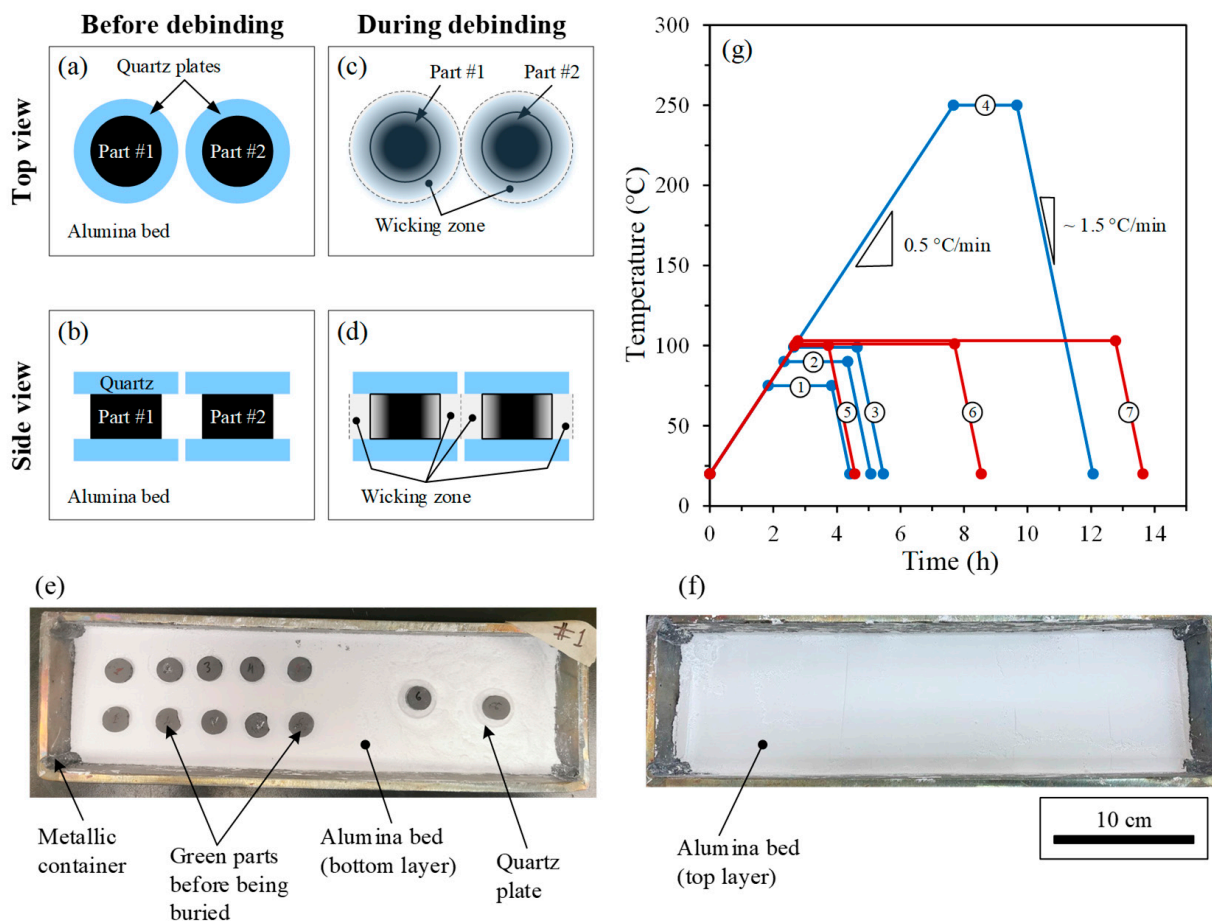 Before debinding
During debinding
Top view
(a)
Quartz plates
Part #1
Part #2
Alumina bed
(c)
Part #1
Part #2
Wicking zone
Side view
(b)
Quartz
Part #1
Part #2
Alumina bed
(d)
Wicking zone
(g)
Temperature (°C)
300
250
200
150
100
50
0
0
2
4
6
8
10
12
14
Time (h)
4
0.5 °C/min
~ 1.5 °C/min
2
1
5
3
6
7
(e)
#1
3
Metallic
container
Green parts
before being
buried
Alumina bed
(bottom layer)
Quartz
plate
(f)
Alumina bed
(top layer)
10 cm